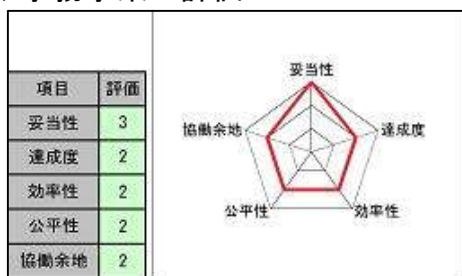 項目 評価
妥当性 3
達成度 2
効率性 2
公平性 2
協働余地 2
妥当性
協働余地 達成度
公平性 効率性